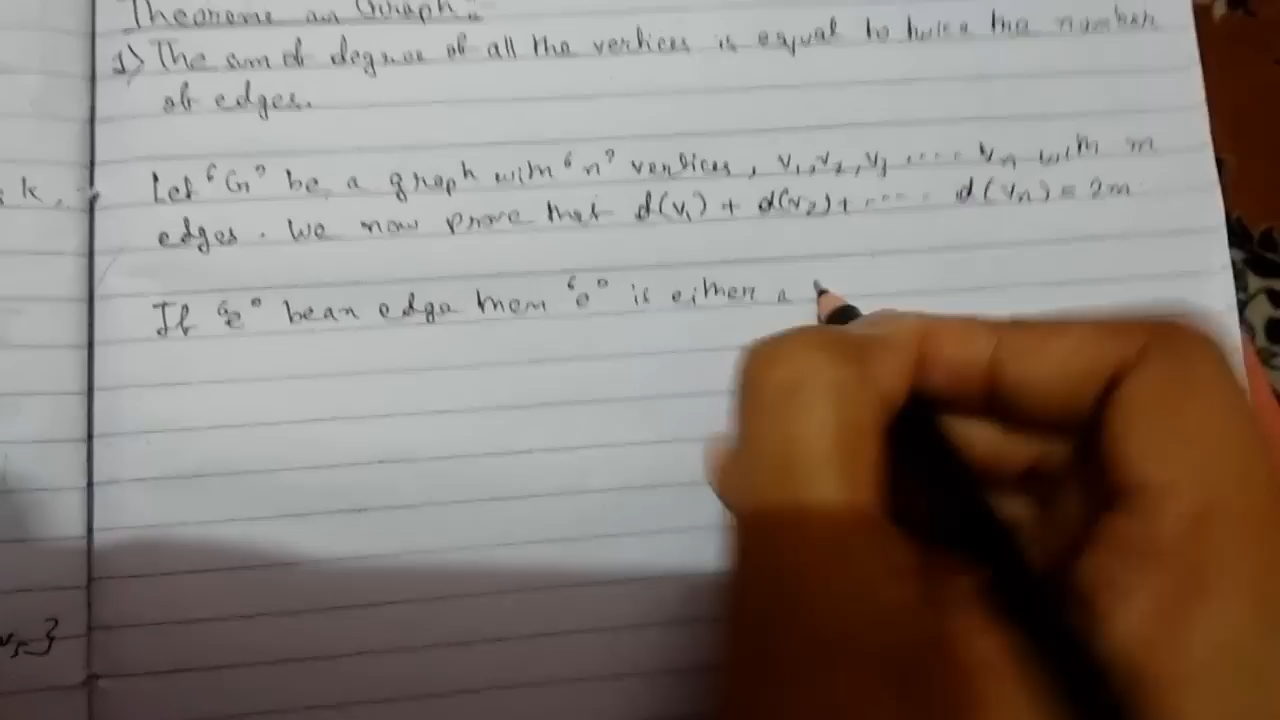 Theorems on Graph :-
1) The sum of degree of all the vertices is equal to twice the number
of edges.
: k,
Let "G" be a graph with "n" vertices, v₁, v₂, v₃ ..... vₙ with m
edges. We now prove that d(v₁) + d(v₂) + ..... d(vₙ) = 2m
If "e" be an edge then "e" is either a
v₅}